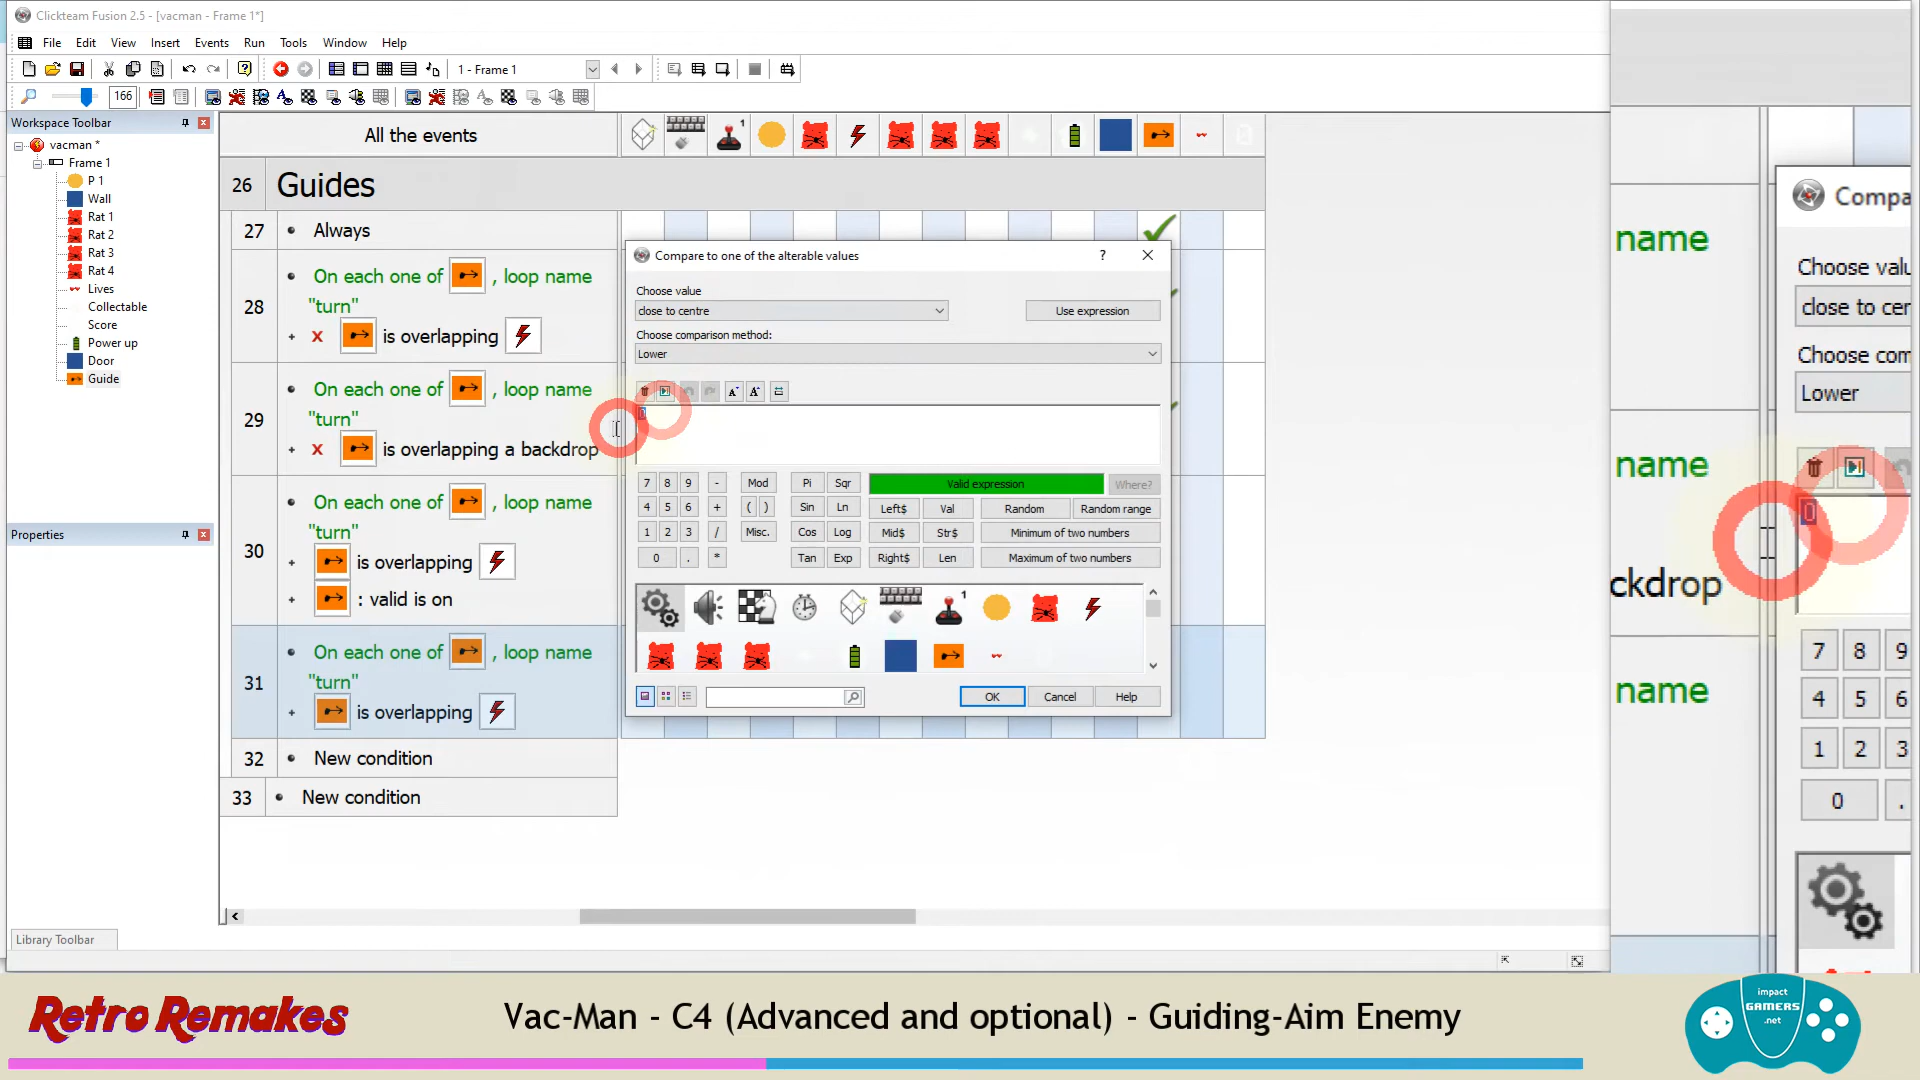 Clickteam Fusion 2.5 - [vacman - Frame 1*]
File Edit View Insert Events Run Tools Window Help
1 - Frame 1
166
Workspace Toolbar
vacman *
Frame 1
P 1
Wall
Rat 1
Rat 2
Rat 3
Rat 4
Lives
Collectable
Score
Power up
Door
Guide
Properties
Library Toolbar
All the events
1
26 Guides
27 Always
28 On each one of , loop name
"turn"
+ X is overlapping
29 On each one of , loop name
"turn"
+ X is overlapping a backdrop
30 On each one of , loop name
"turn"
+ is overlapping
+ : valid is on
31 On each one of , loop name
"turn"
+ is overlapping
32 New condition
33 New condition
Compare to one of the alterable values
?
Choose value
close to centre
Use expression
Choose comparison method:
Lower
0
7 8 9 - Mod Pi Sqr Valid expression Where?
4 5 6 + ( ) Sin Ln Left$ Val Random Random range
1 2 3 / Misc. Cos Log Mid$ Str$ Minimum of two numbers
0 . * Tan Exp Right$ Len Maximum of two numbers
1
OK Cancel Help
Compa
name
Choose valu
close to cer
Choose com
Lower
name
0
ckdrop
7 8 9
name
4 5 6
1 2 3
0 .
Retro Remakes
Vac-Man - C4 (Advanced and optional) - Guiding-Aim Enemy
impact
GAMERS
.net